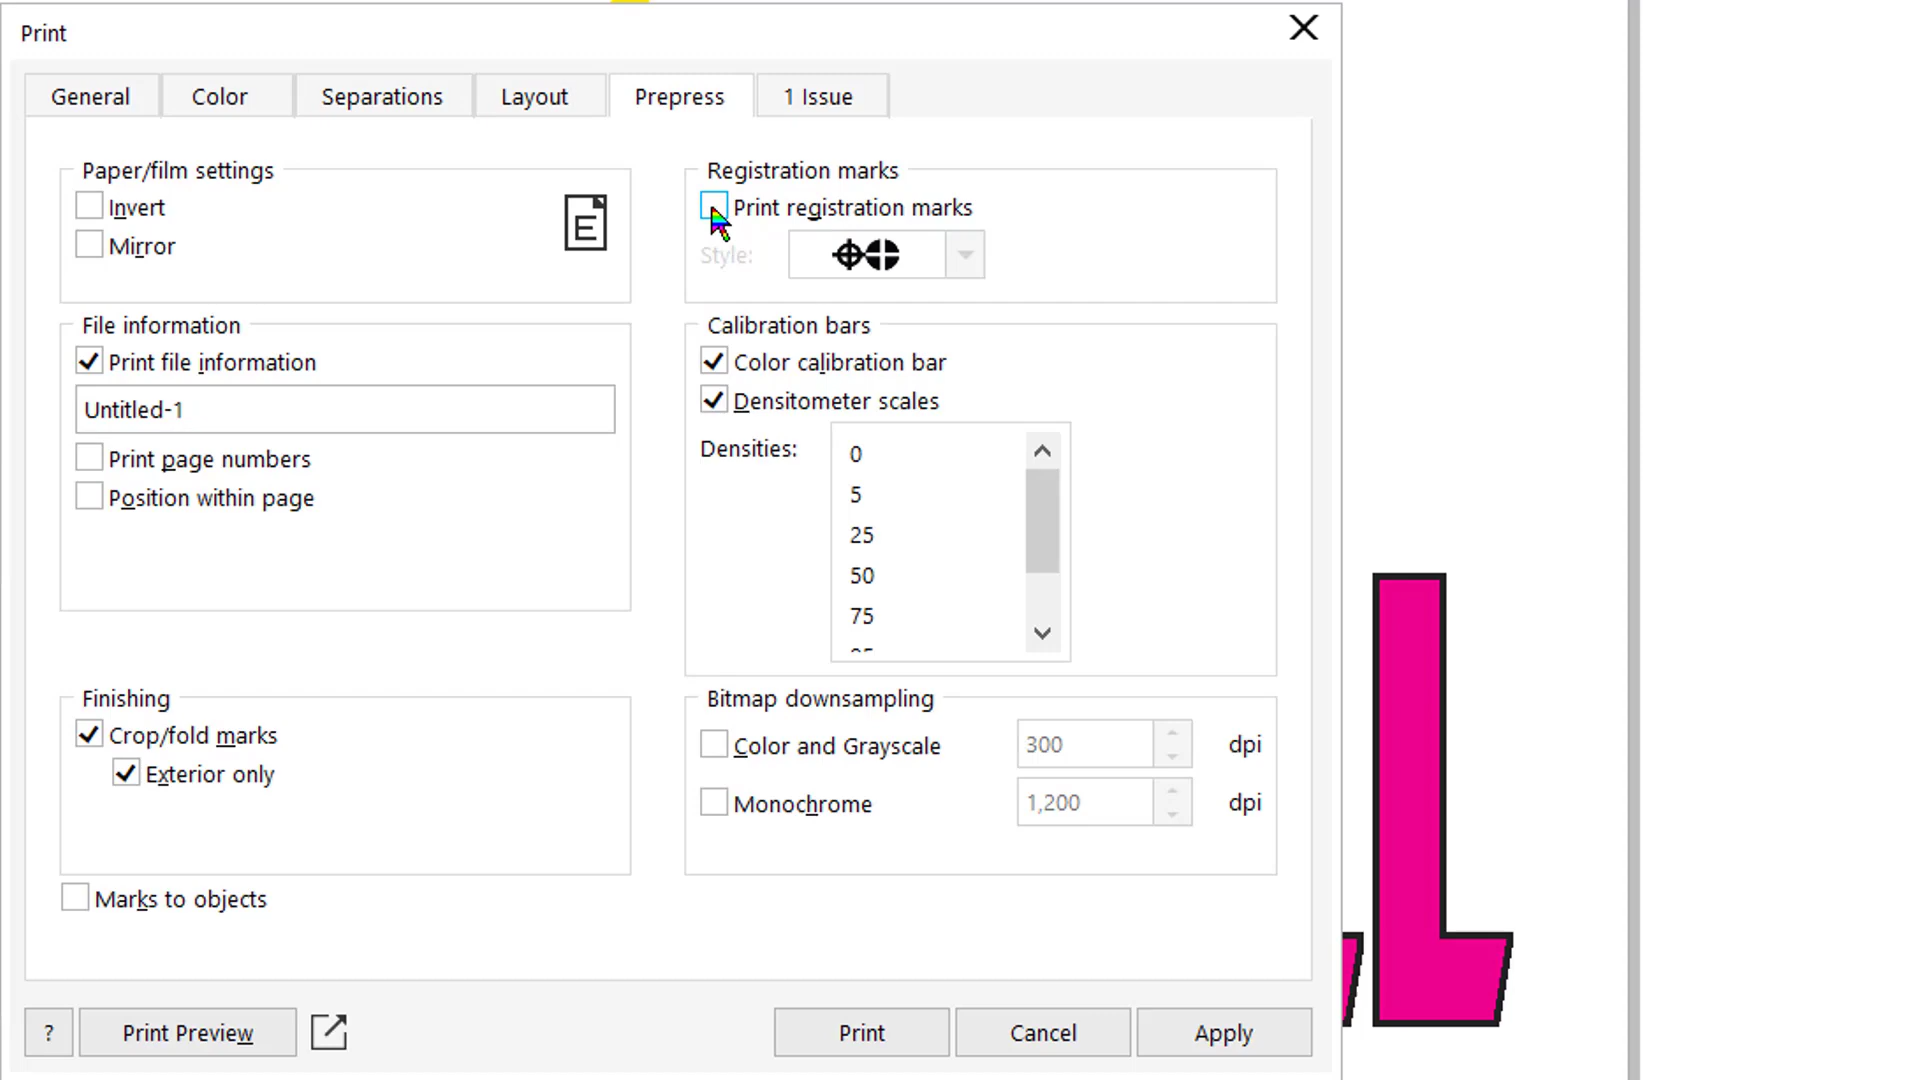 Print
General
Color
Separations
Layout
Prepress
1 Issue
Paper/film settings
Invert
Mirror
E
Registration marks
Print registration marks
Style:
File information
Print file information
Untitled-1
Print page numbers
Position within page
Calibration bars
Color calibration bar
Densitometer scales
Densities:
0
5
25
50
75
Finishing
Crop/fold marks
Exterior only
Bitmap downsampling
Color and Grayscale
300
dpi
Monochrome
1,200
dpi
Marks to objects
?
Print Preview
Print
Cancel
Apply
L